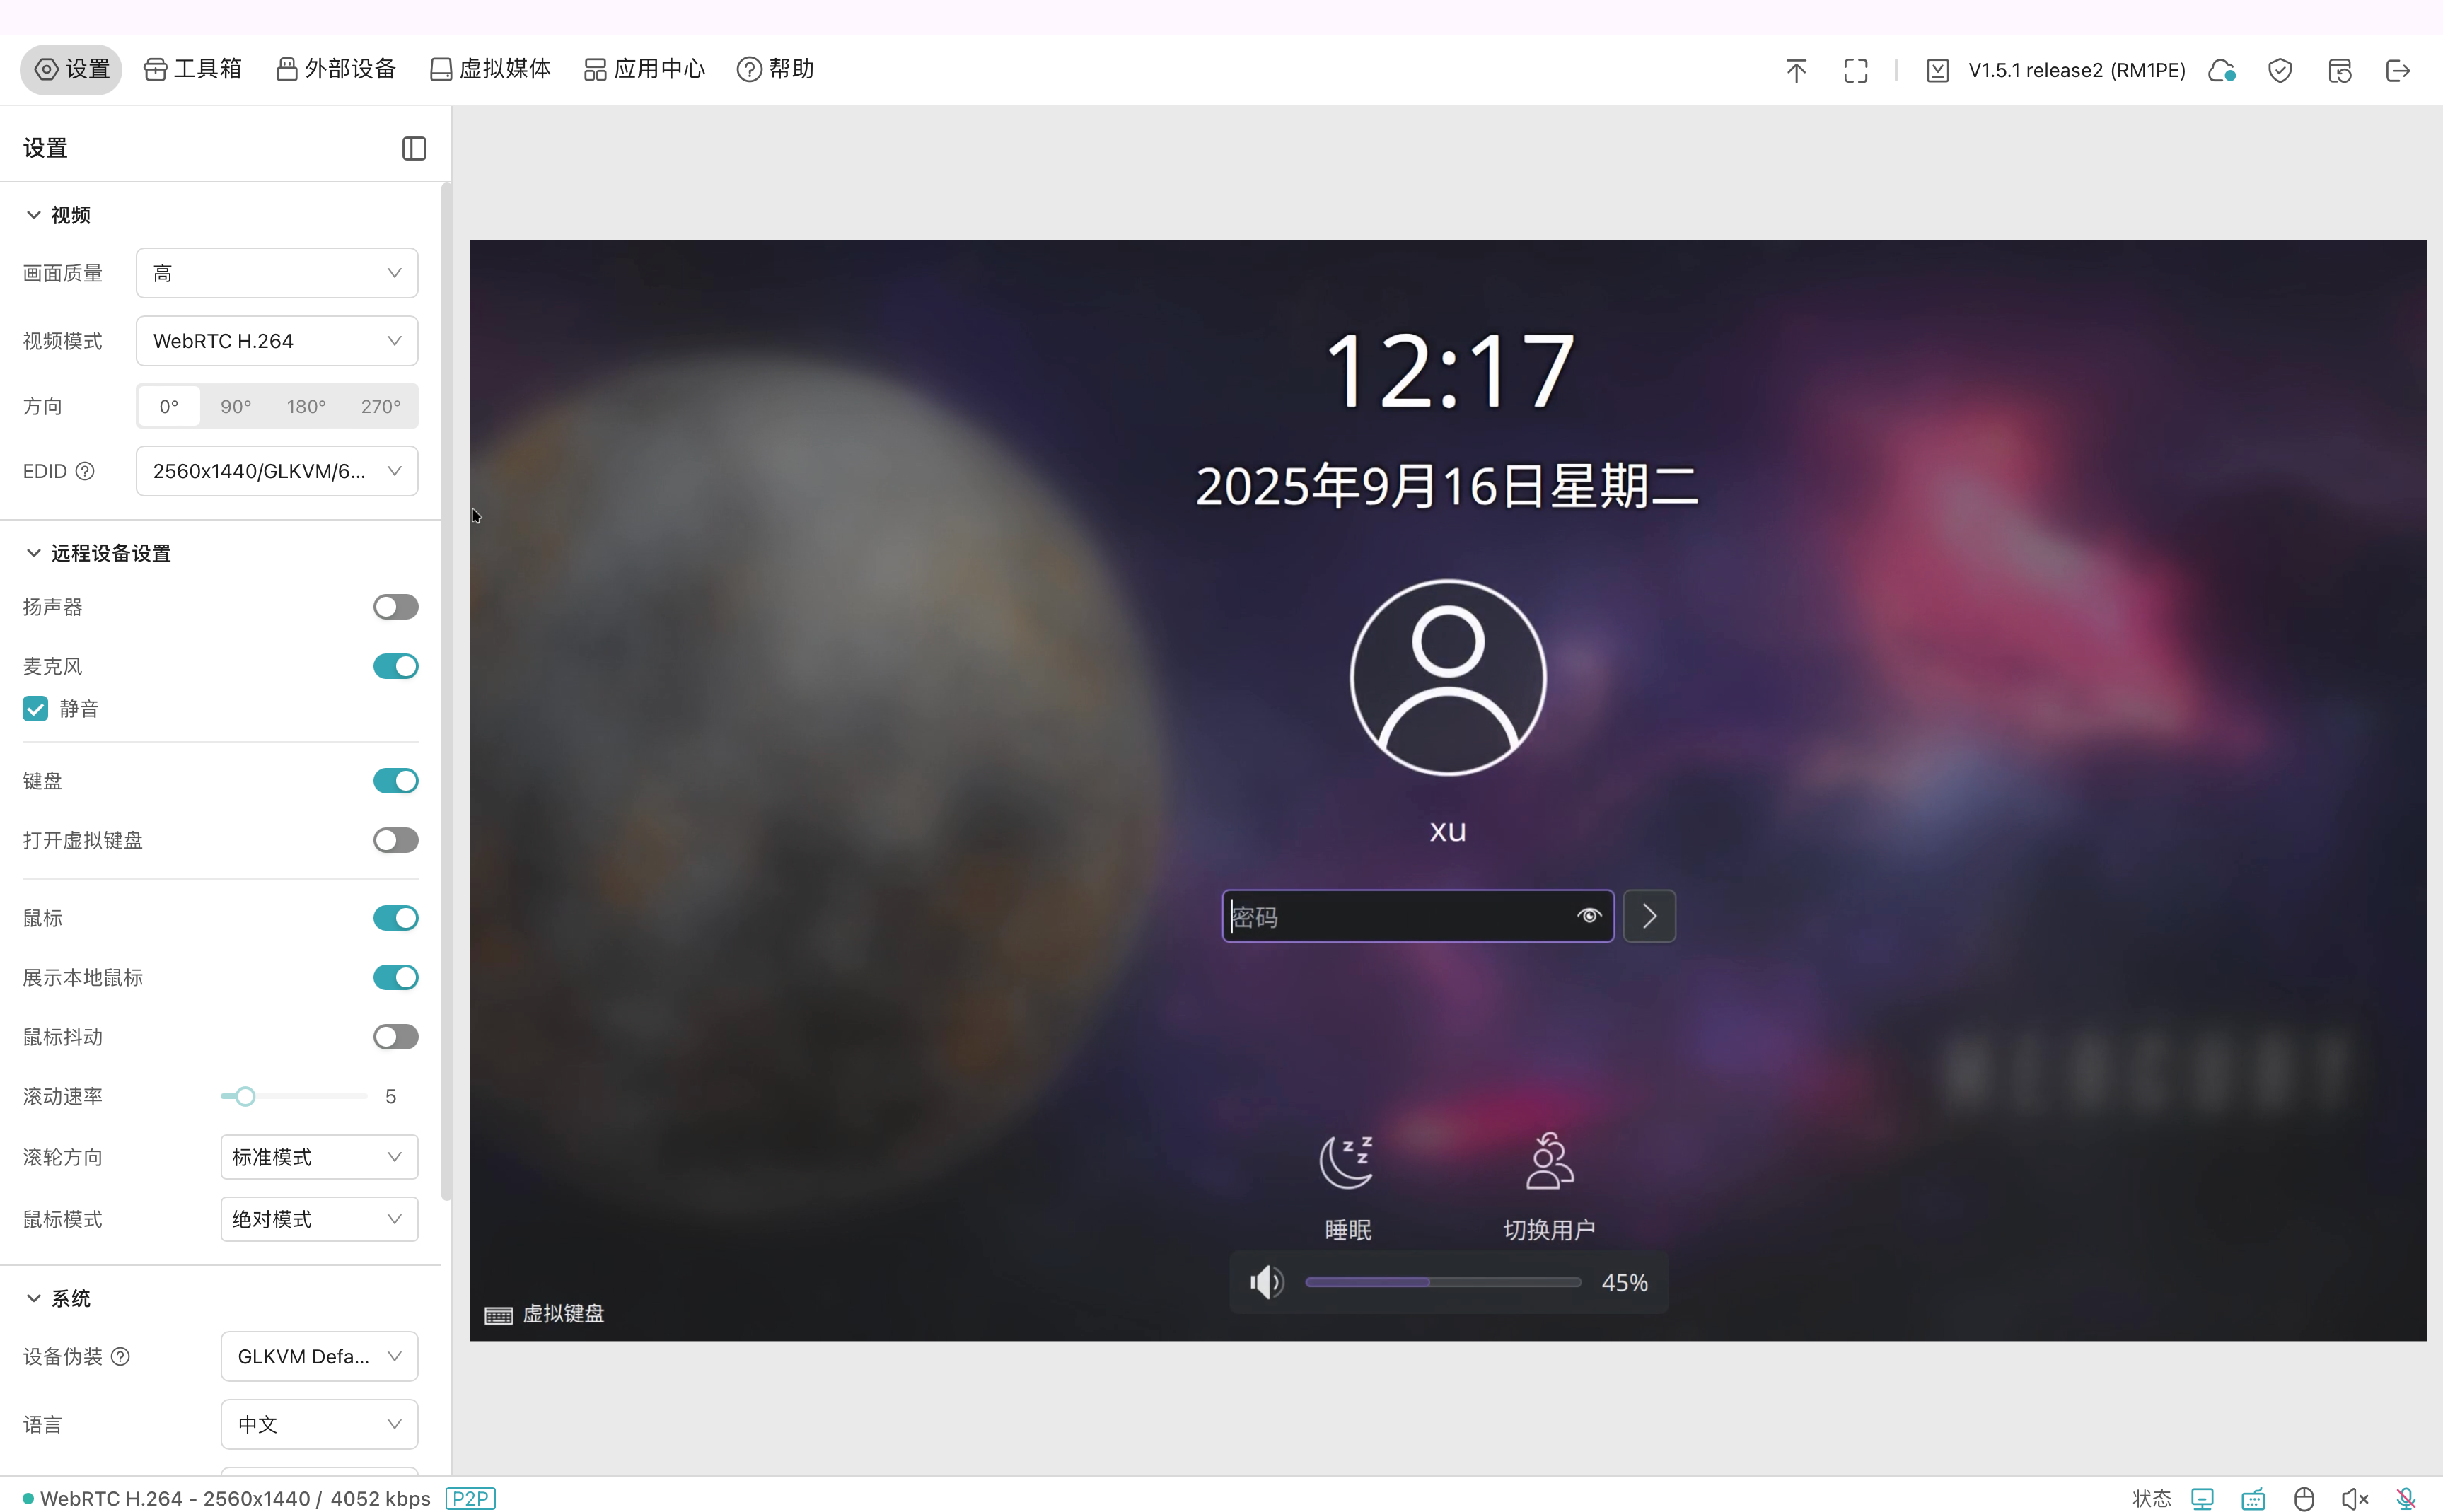 设置
工具箱
外部设备
虚拟媒体
应用中心
帮助
V1.5.1 release2 (RM1PE)
设置
视频
画面质量
高
视频模式
WebRTC H.264
方向
0°
90°
180°
270°
EDID
2560x1440/GLKVM/6...
远程设备设置
扬声器
麦克风
静音
键盘
打开虚拟键盘
鼠标
展示本地鼠标
鼠标抖动
滚动速率
5
滚轮方向
标准模式
鼠标模式
绝对模式
系统
设备伪装
GLKVM Defa...
语言
中文
12:17
2025年9月16日星期二
xu
密码
睡眠
切换用户
45%
虚拟键盘
MERCURY
WebRTC H.264 - 2560x1440 / 4052 kbps
P2P
状态